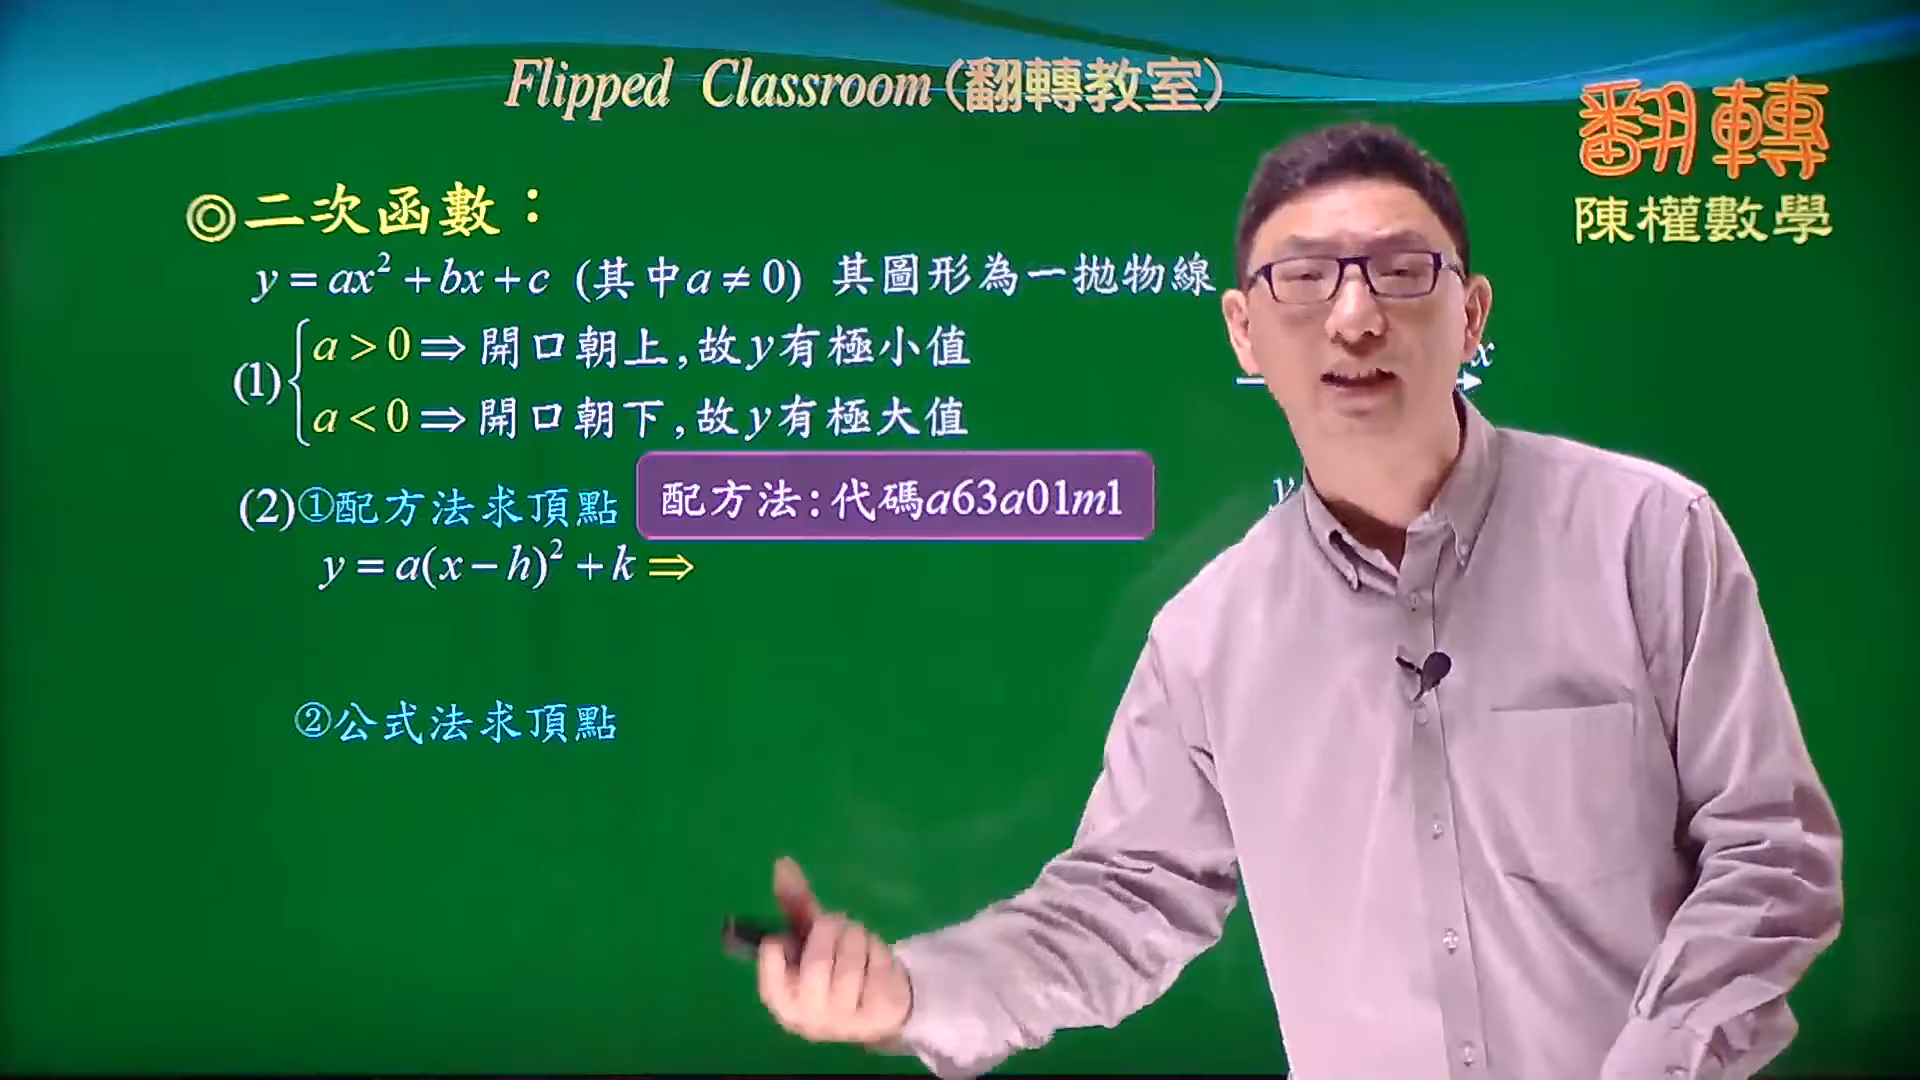 Flipped Classroom(翻轉教室)
翻轉
陳權數學
◎二次函數：
y=ax²+bx+c (其中a≠0) 其圖形為一拋物線
(1)
a>0⇒開口朝上,故y有極小值
a<0⇒開口朝下,故y有極大值
x
y
(2)①配方法求頂點
配方法:代碼a63a01m1
y=a(x-h)²+k⇒
②公式法求頂點